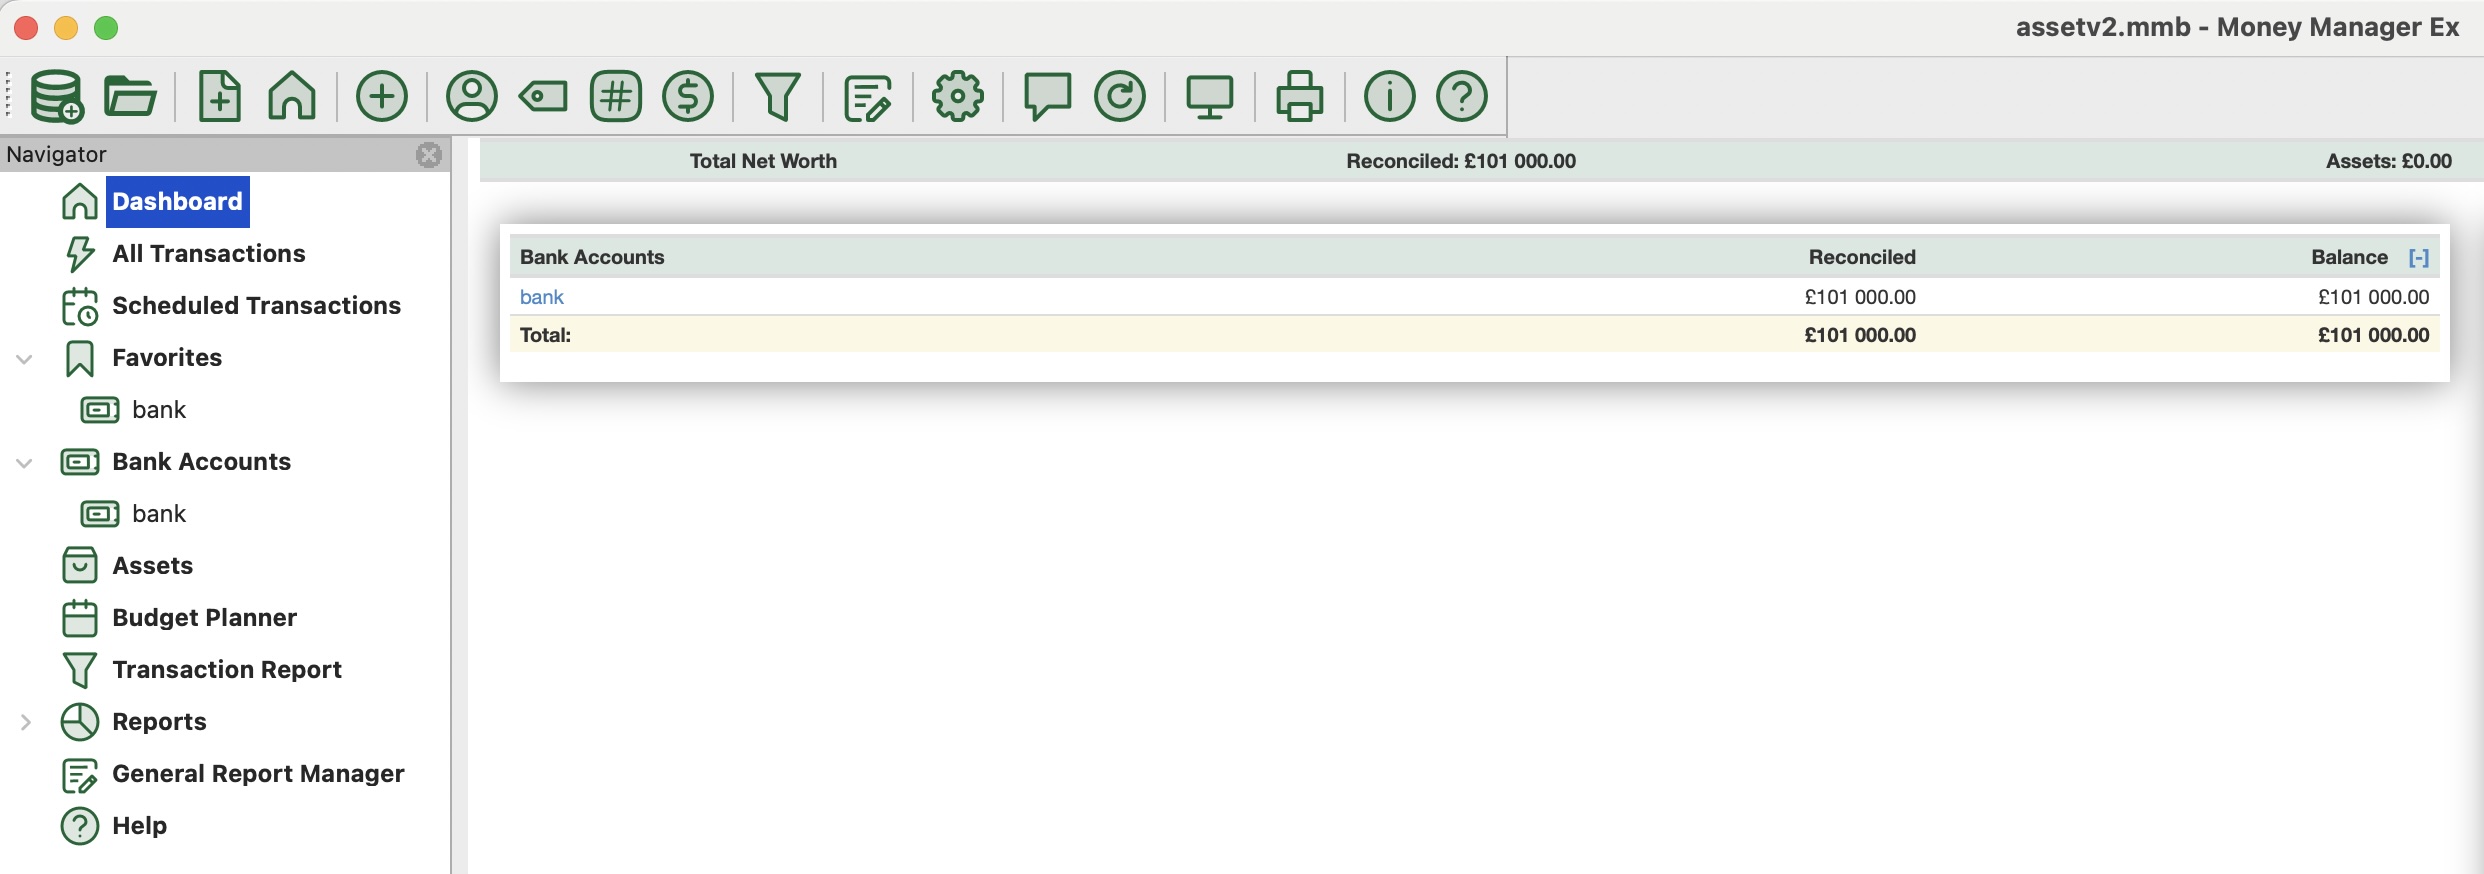 assetv2.mmb - Money Manager Ex
Navigator
Dashboard
All Transactions
Scheduled Transactions
Favorites
bank
Bank Accounts
bank
Assets
Budget Planner
Transaction Report
Reports
General Report Manager
Help
Total Net Worth Reconciled: £101 000.00 Assets: £0.00
Bank Accounts Reconciled Balance [-]
bank £101 000.00 £101 000.00
Total: £101 000.00 £101 000.00